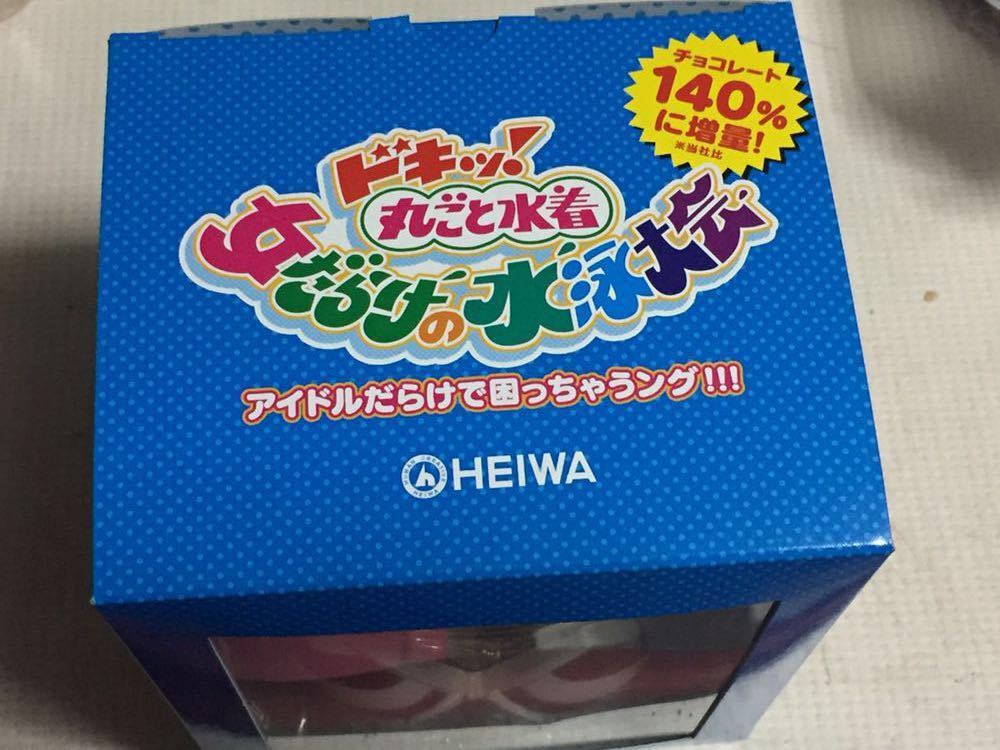 チョコレート
140%
に増量!
※当社比
ドキッ!
丸ごと水着
女だらけの水泳大会
アイドルだらけで困っちゃうング!!!
HEIWA